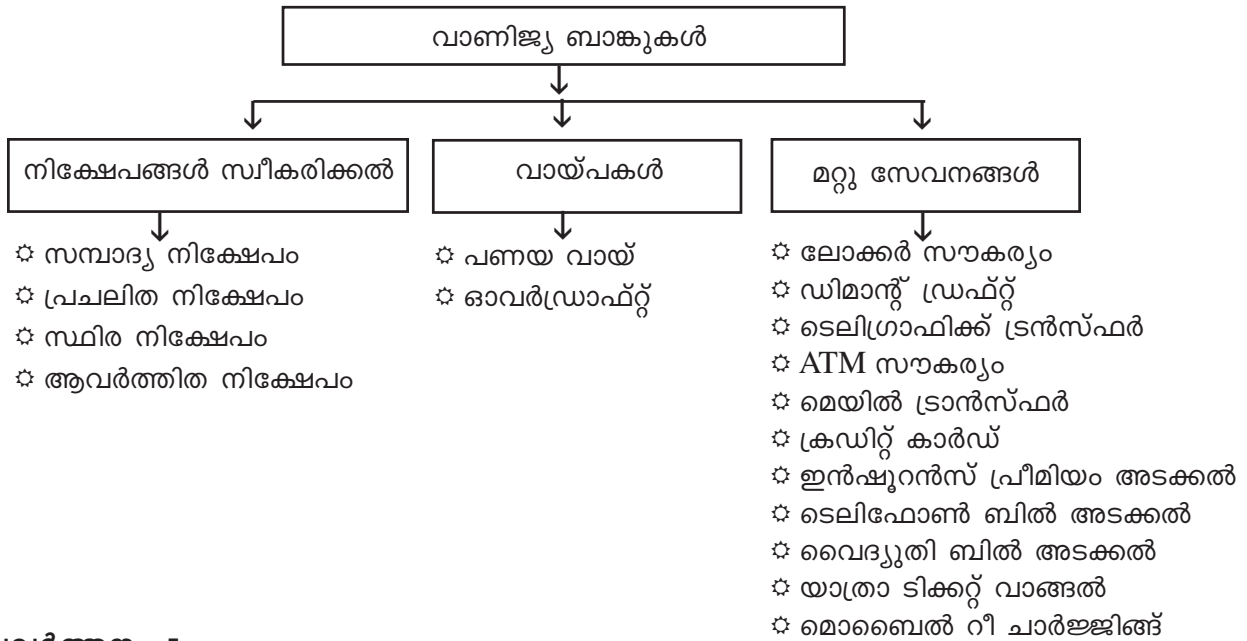 വാണിജ്യ ബാങ്കുകൾ
നിക്ഷേപങ്ങൾ സ്വീകരിക്കൽ
☼ സമ്പാദ്യ നിക്ഷേപം
☼ പ്രചലിത നിക്ഷേപം
☼ സ്ഥിര നിക്ഷേപം
☼ ആവർത്തിത നിക്ഷേപം
വായ്പകൾ
☼ പണയ വായ്
☼ ഓവർഡ്രാഫ്റ്റ്
മറ്റു സേവനങ്ങൾ
☼ ലോക്കർ സൗകര്യം
☼ ഡിമാന്റ് ഡ്രഫ്റ്റ്
☼ ടെലിഗ്രാഫിക്ക് ട്രൻസ്ഫർ
☼ ATM സൗകര്യം
☼ മെയിൽ ട്രാൻസ്ഫർ
☼ ക്രഡിറ്റ് കാർഡ്
☼ ഇൻഷൂറൻസ് പ്രീമിയം അടക്കൽ
☼ ടെലിഫോൺ ബിൽ അടക്കൽ
☼ വൈദ്യുതി ബിൽ അടക്കൽ
☼ യാത്രാ ടിക്കറ്റ് വാങ്ങൽ
☼ മൊബൈൽ റീ ചാർജ്ജിങ്ങ്